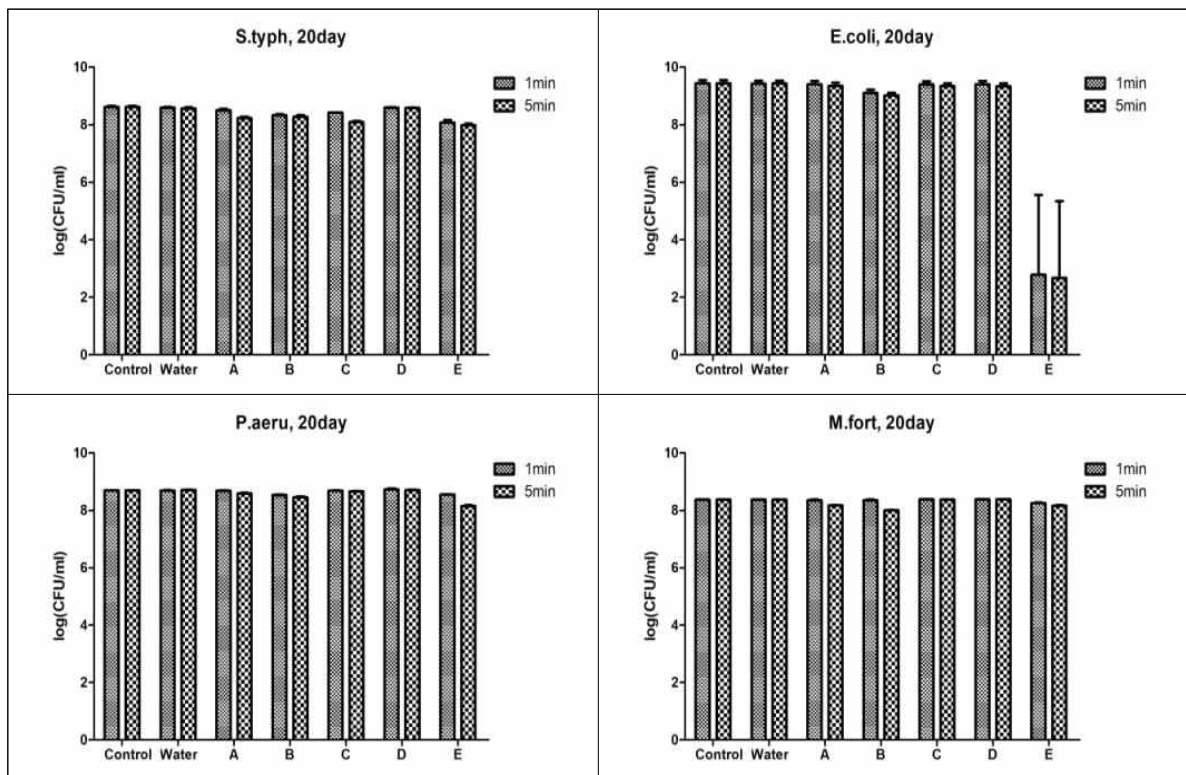 S.typh, 20day
10
8
6
4
2
0
log(CFU/ml)
Control Water A B C D E
1min
5min
E.coli, 20day
10
8
6
4
2
0
log(CFU/ml)
Control Water A B C D E
1min
5min
P.aeru, 20day
10
8
6
4
2
0
log(CFU/ml)
Control Water A B C D E
1min
5min
M.fort, 20day
10
8
6
4
2
0
log(CFU/ml)
Control Water A B C D E
1min
5min